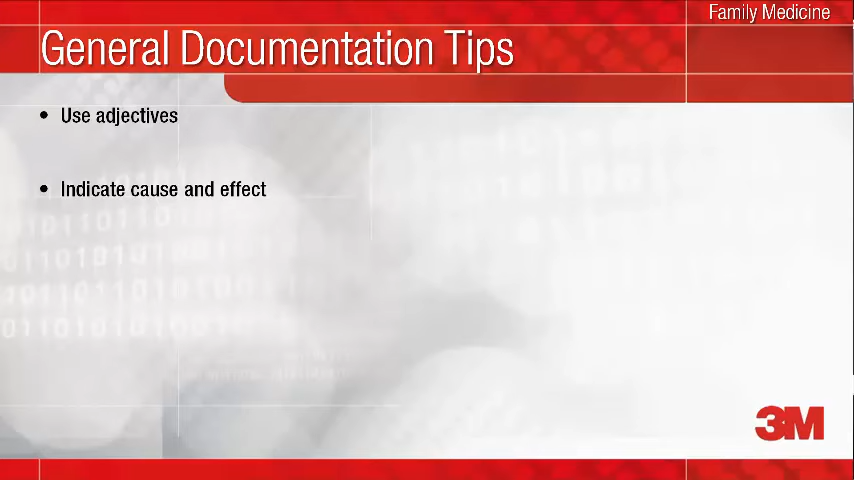 Family Medicine
General Documentation Tips
• Use adjectives
• Indicate cause and effect
3M